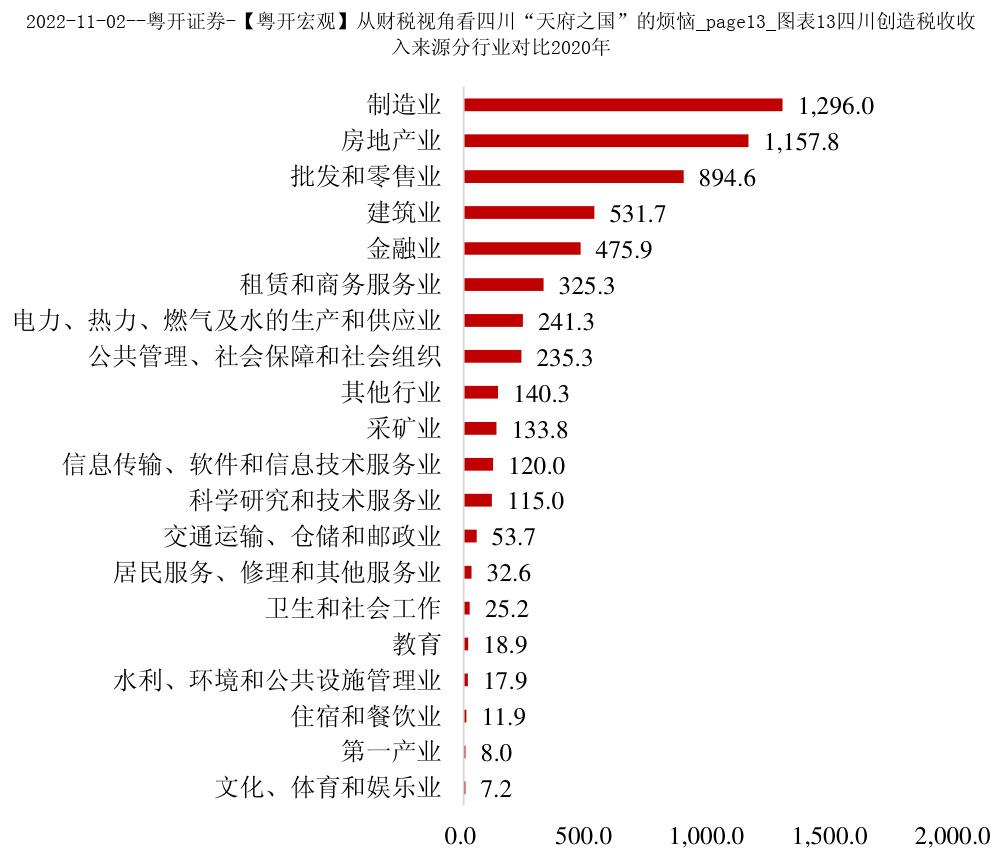 2022-11-02--粤开证券-【粤开宏观】从财税视角看四川“天府之国”的烦恼_page13_图表13四川创造税收收
入来源分行业对比2020年
制造业 1,296.0
房地产业 1,157.8
批发和零售业 894.6
建筑业 531.7
金融业 475.9
租赁和商务服务业 325.3
电力、热力、燃气及水的生产和供应业 241.3
公共管理、社会保障和社会组织 235.3
其他行业 140.3
采矿业 133.8
信息传输、软件和信息技术服务业 120.0
科学研究和技术服务业 115.0
交通运输、仓储和邮政业 53.7
居民服务、修理和其他服务业 32.6
卫生和社会工作 25.2
教育 18.9
水利、环境和公共设施管理业 17.9
住宿和餐饮业 11.9
第一产业 8.0
文化、体育和娱乐业 7.2
0.0 500.0 1,000.0 1,500.0 2,000.0